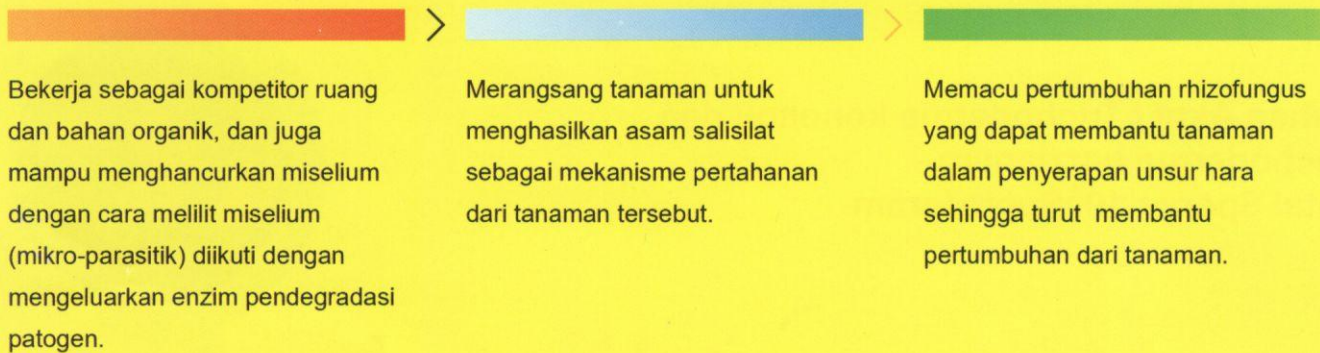 Bekerja sebagai kompetitor ruang
dan bahan organik, dan juga
mampu menghancurkan miselium
dengan cara melilit miselium
(mikro-parasitik) diikuti dengan
mengeluarkan enzim pendegradasi
patogen.
Merangsang tanaman untuk
menghasilkan asam salisilat
sebagai mekanisme pertahanan
dari tanaman tersebut.
Memacu pertumbuhan rhizofungus
yang dapat membantu tanaman
dalam penyerapan unsur hara
sehingga turut membantu
pertumbuhan dari tanaman.